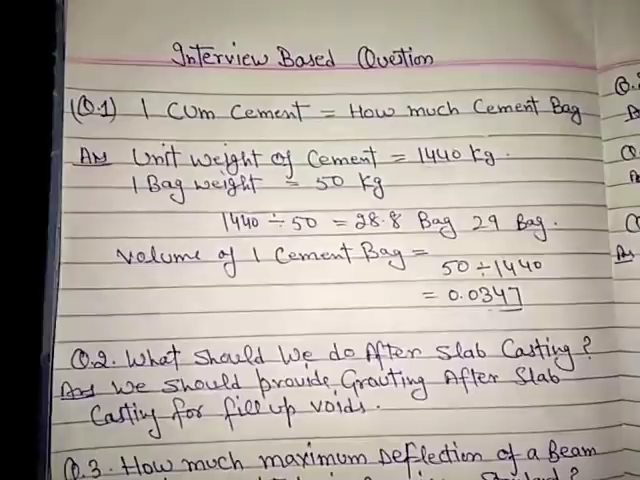 Interview Based Question
(Q.1) 1 Cum Cement = How much Cement Bag
Ans Unit weight of Cement = 1440 Kg.
1 Bag weight = 50 Kg
1440 ÷ 50 = 28.8 Bag 29 Bag.
Volume of 1 Cement Bag =
50 ÷ 1440
= 0.0347
Q.2. What should We do After Slab Casting?
Ans We should provide Grouting After Slab
Casting for fill up voids.
Q.3. How much maximum Deflection of a Beam